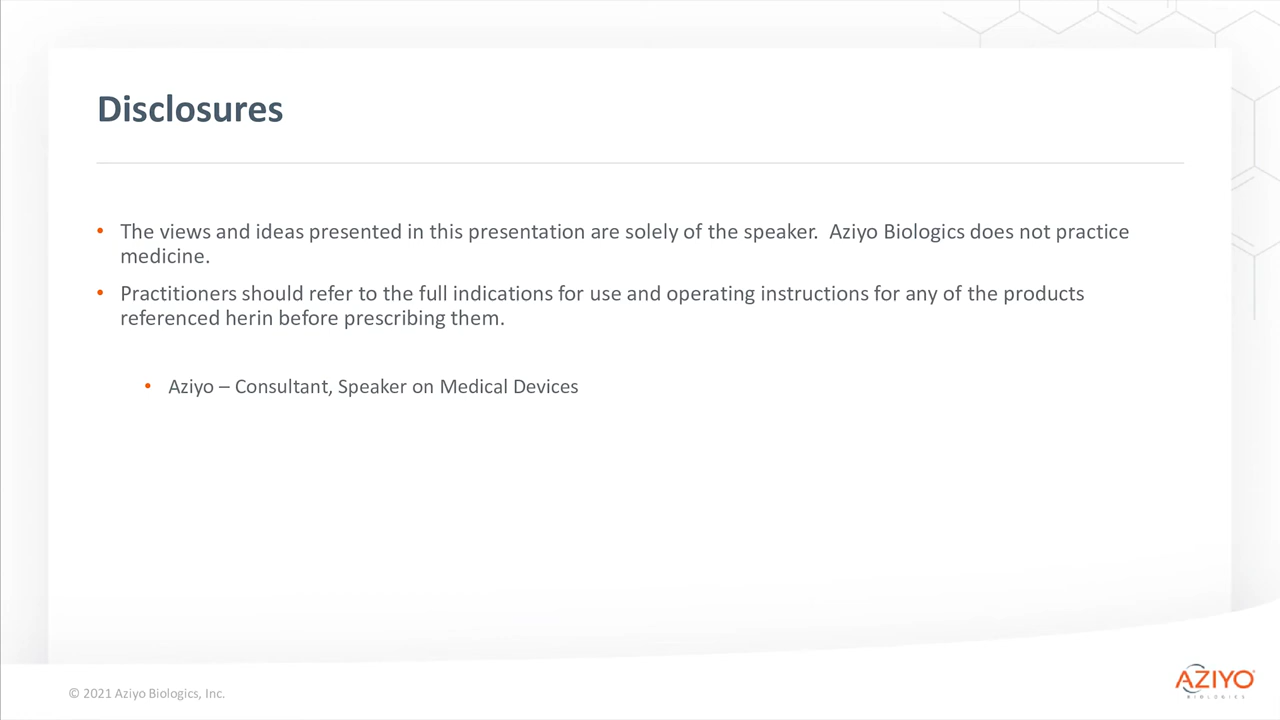 Disclosures
• The views and ideas presented in this presentation are solely of the speaker.  Aziyo Biologics does not practice
medicine.
• Practitioners should refer to the full indications for use and operating instructions for any of the products
referenced herin before prescribing them.
• Aziyo – Consultant, Speaker on Medical Devices
© 2021 Aziyo Biologics, Inc.
AZIYO
BIOLOGICS